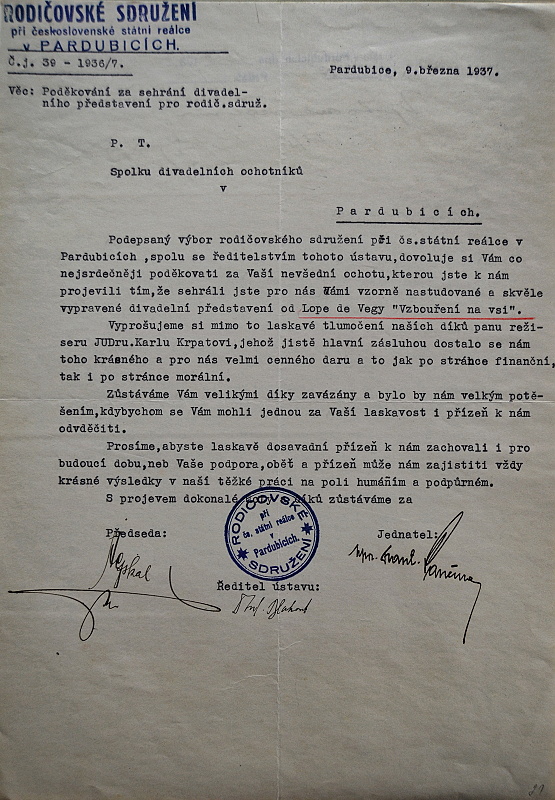 RODIČOVSKÉ SDRUŽENÍ
při československé státní reálce
v PARDUBICÍCH.
Č.j. 39 - 1936/7.
Pardubice, 9.března 1937.
Věc: Poděkování za sehrání divadel-
ního představení pro rodič.sdruž.
P. T.
Spolku divadelních ochotníků
v
Pardubicích.
Podepsaný výbor rodičovského sdružení při čs.státní reálce v
Pardubicích ,spolu se ředitelstvím tohoto ústavu,dovoluje si Vám co
nejsrdečněji poděkovati za Vaší nevšední ochotu,kterou jste k nám
projevili tím,že sehráli jste pro nás Vámi vzorně nastudované a skvěle
vypravené divadelní představení od Lope de Vegy "Vzbouření na vsi".
Vyprošujeme si mimo to laskavé tlumočení našich díků panu reži-
séru JUDru.Karlu Krpatovi,jehož jistě hlavní zásluhou dostalo se nám
toho krásného a pro nás velmi cenného daru a to jak po stránce finanční,
tak i po stránce morální.
Zůstáváme Vám velikými díky zavázány a bylo by nám velkým potě-
šením,kdybychom se Vám mohli jednou za Vaší laskavost i přízeň k nám
odvděčiti.
Prosíme,abyste laskavě dosavadní přízeň k nám zachovali i pro
budoucí dobu,neb Vaše podpora,oběť a přízeň může nám zajistiti vždy
krásné výsledky v naší těžké práci na poli humáním a podpůrném.
S projevem dokonalé díků zůstáváme za
RODIČOVSKÉ
při
čs. státní reálce
v
Pardubicích.
SDRUŽENÍ
Předseda:
Jednatel:
Ředitel ústavu: